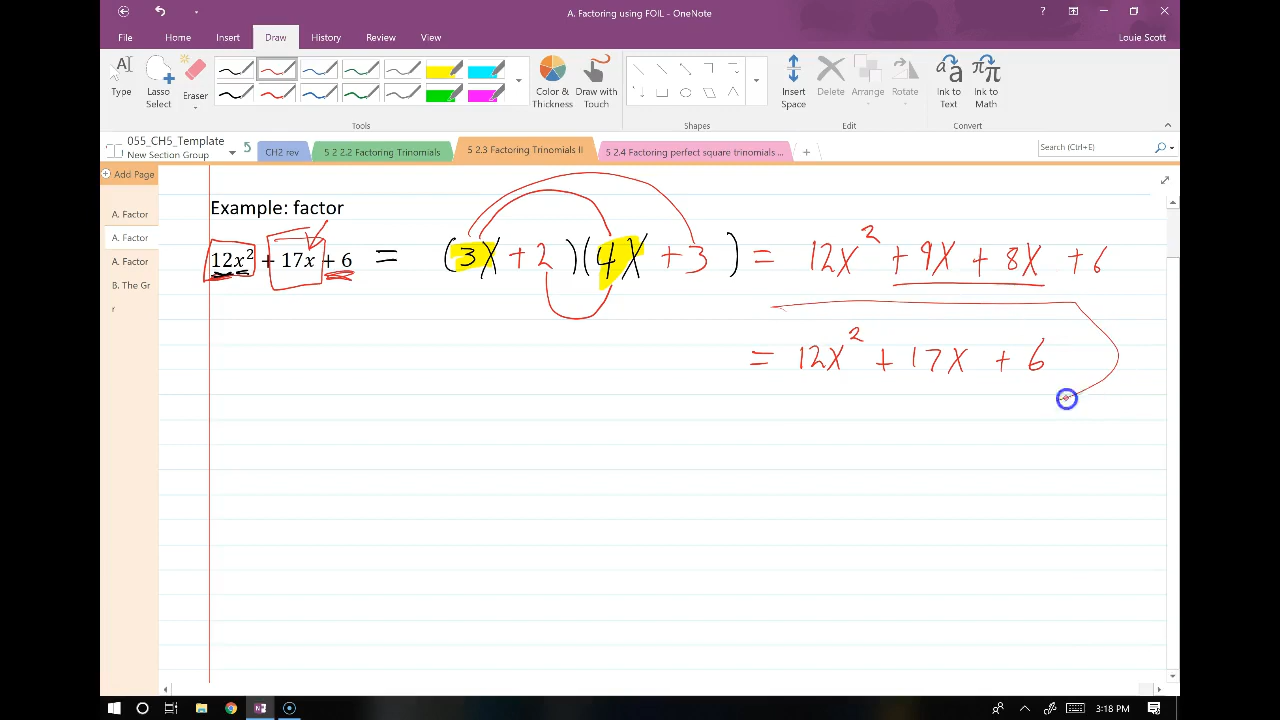 A. Factoring using FOIL - OneNote
?
File Home Insert Draw History Review View
Louie Scott
Type
Lasso Select
Eraser
Color & Thickness
Draw with Touch
Insert Space
Delete
Arrange
Rotate
Ink to Text
Ink to Math
Tools Shapes Edit Convert
055_CH5_Template
New Section Group
CH2 rev
5 2 2.2 Factoring Trinomials
5 2.3 Factoring Trinomials II
5 2.4 Factoring perfect square trinomials ...
+
Search (Ctrl+E)
Add Page
A. Factor
A. Factor
A. Factor
B. The Gr
r
Example: factor
12x² + 17x + 6 = (3x + 2)(4x + 3) = 12x² + 9x + 8x + 6
= 12x² + 17x + 6
3:18 PM